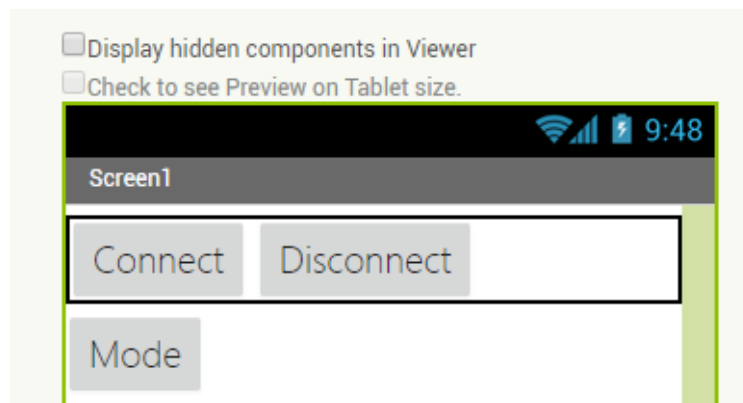 Display hidden components in Viewer
Check to see Preview on Tablet size.
9:48
Screen1
Connect Disconnect
Mode